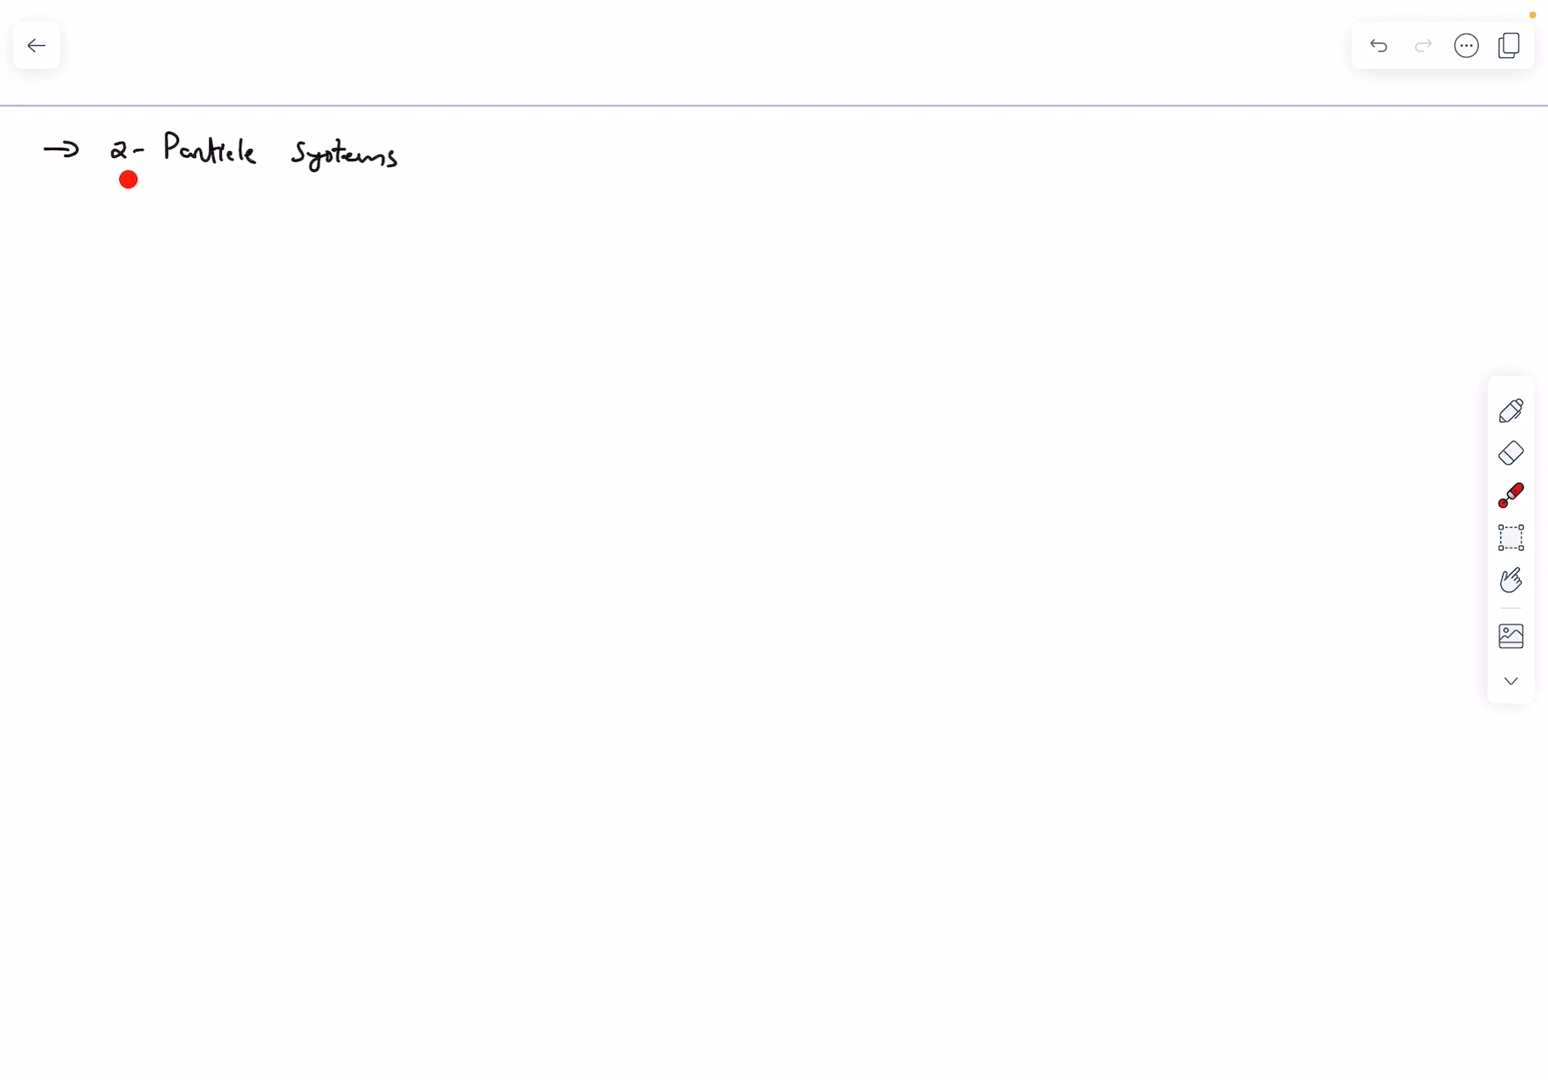 → 2- Particle Systems